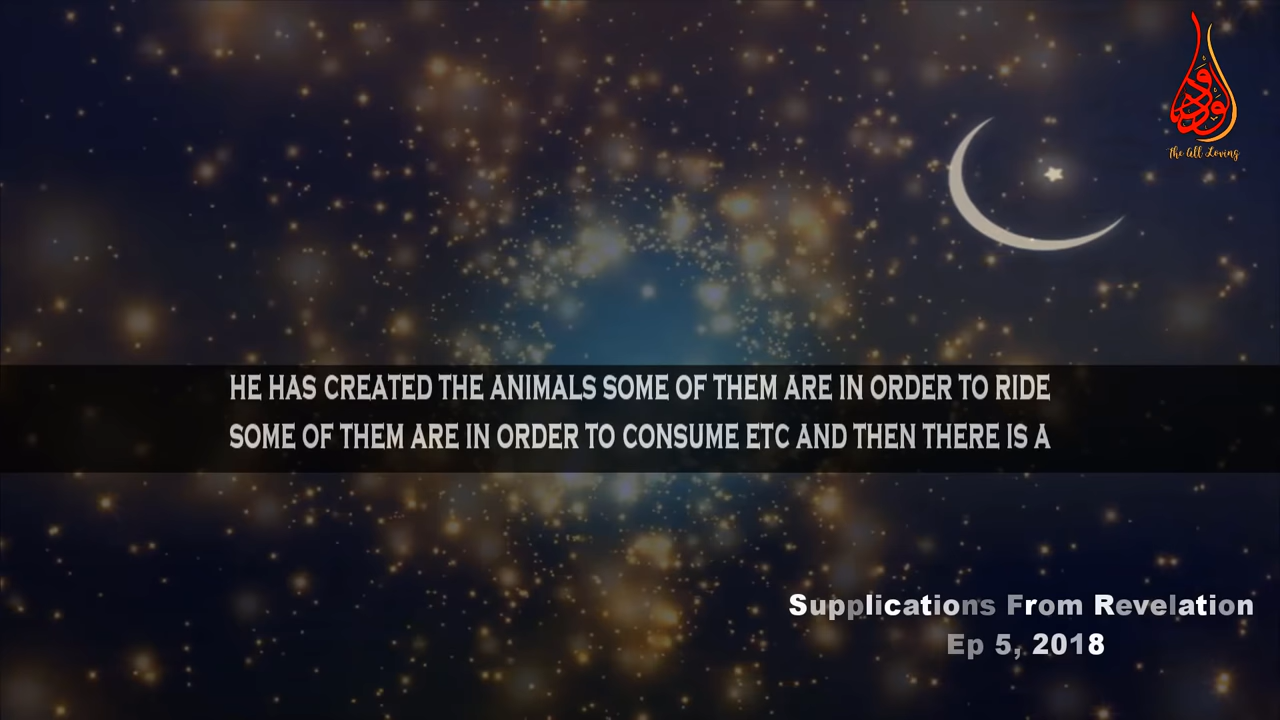 الودود
The All Loving
HE HAS CREATED THE ANIMALS SOME OF THEM ARE IN ORDER TO RIDE
SOME OF THEM ARE IN ORDER TO CONSUME ETC AND THEN THERE IS A
Supplications From Revelation
Ep 5, 2018